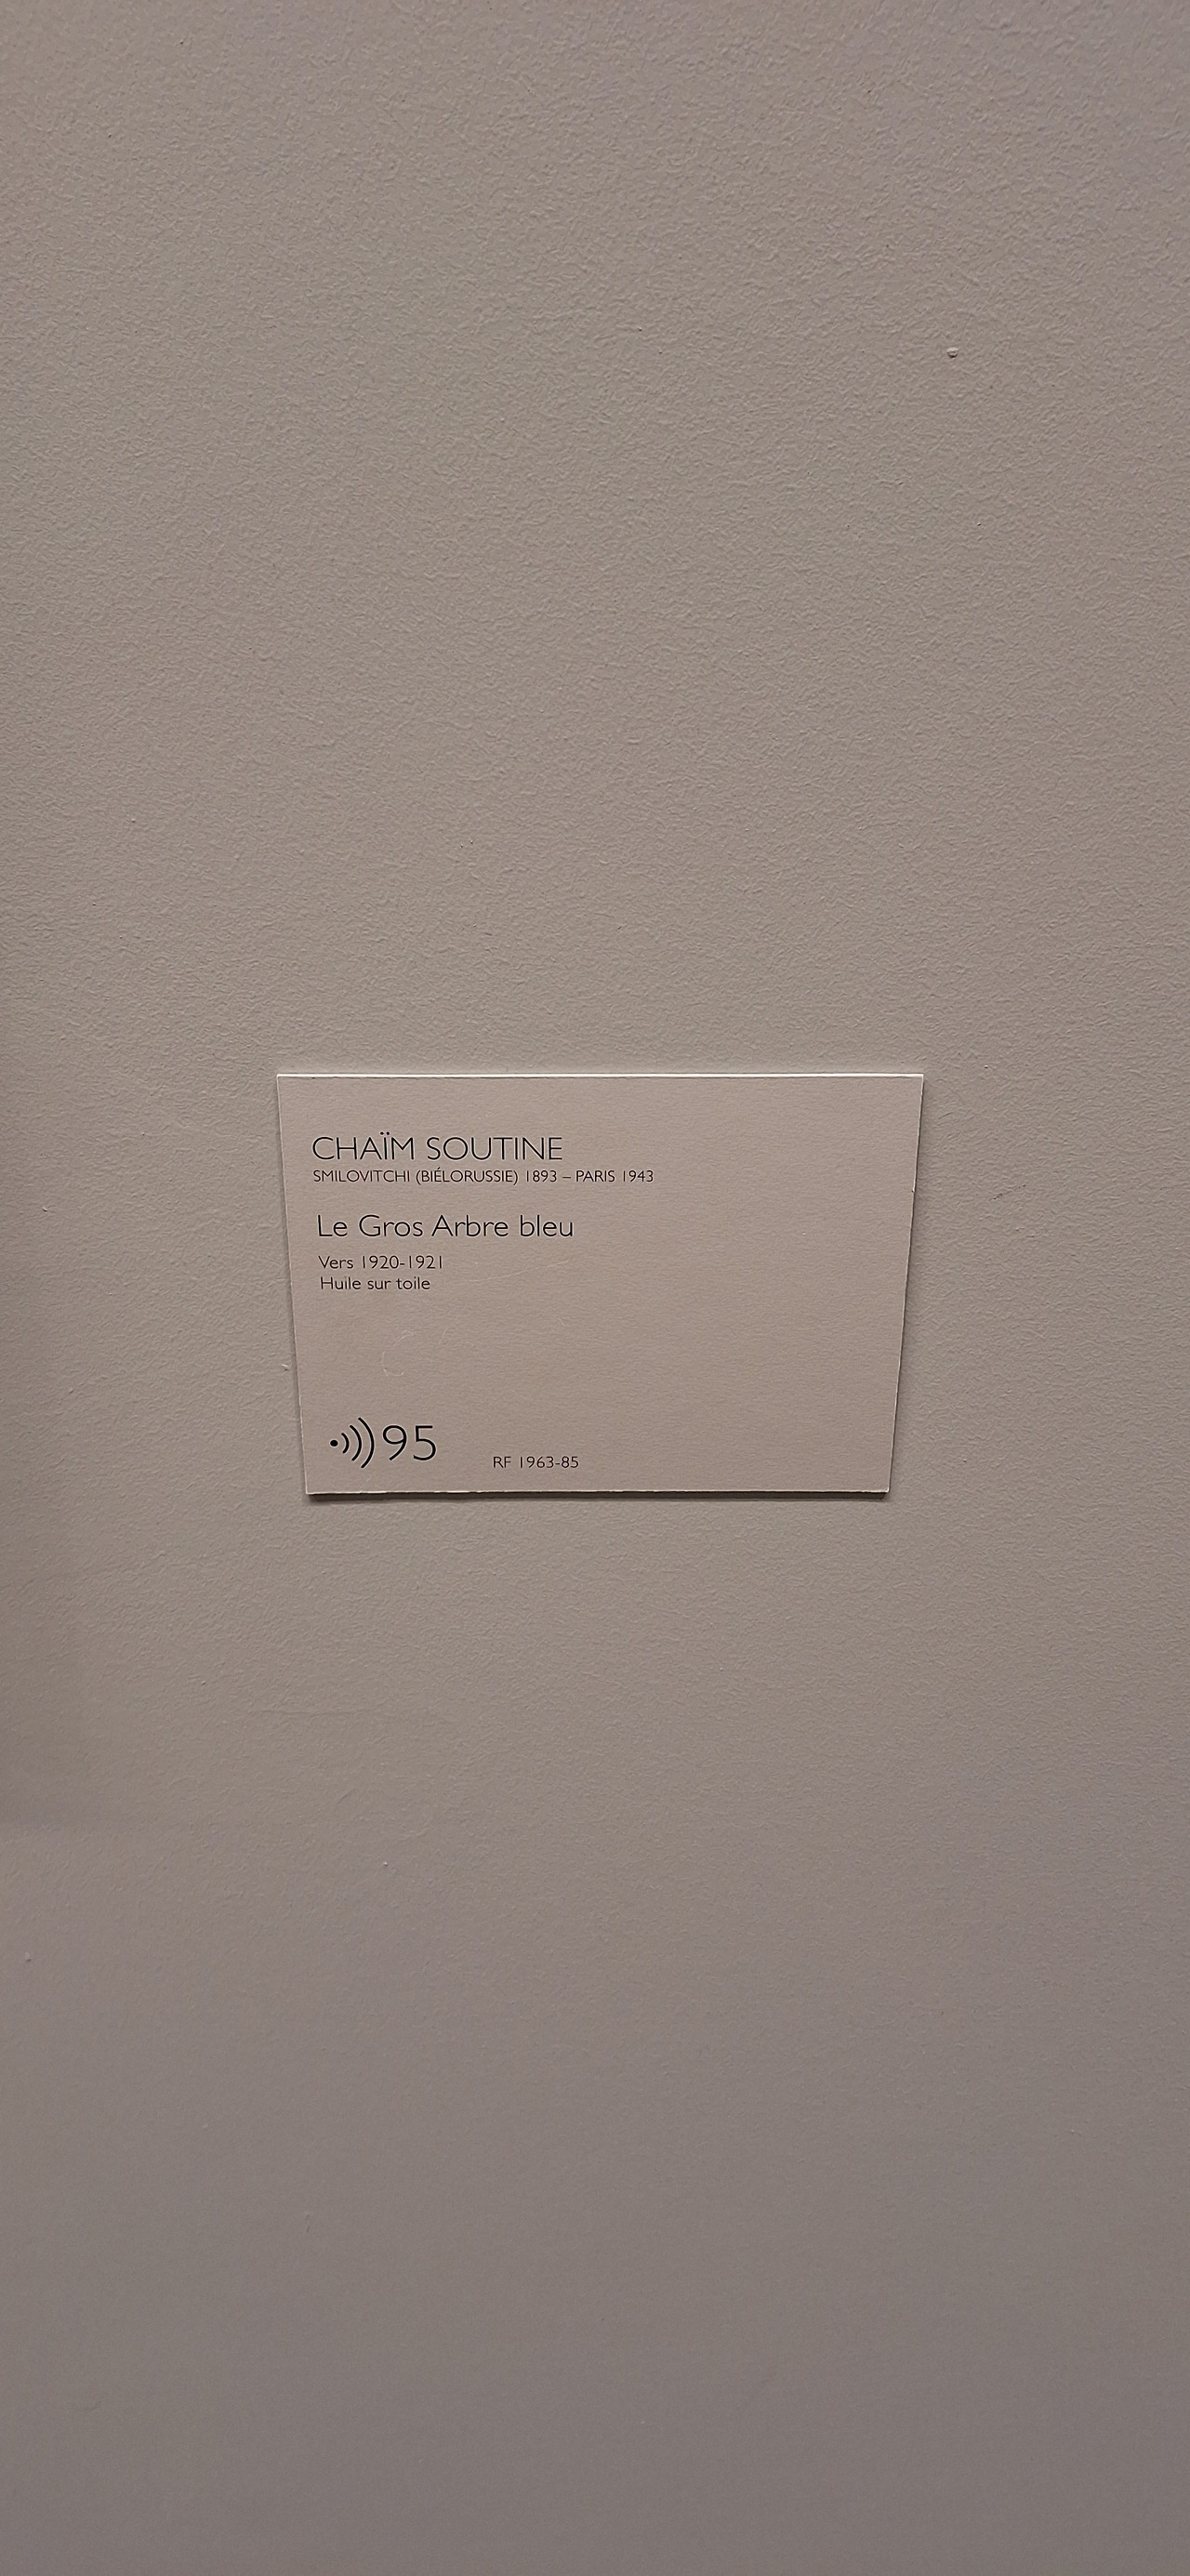 CHAÏM SOUTINE
SMILOVITCHI (BIÉLORUSSIE) 1893 – PARIS 1943
Le Gros Arbre bleu
Vers 1920-1921
Huile sur toile
95
RF 1963-85